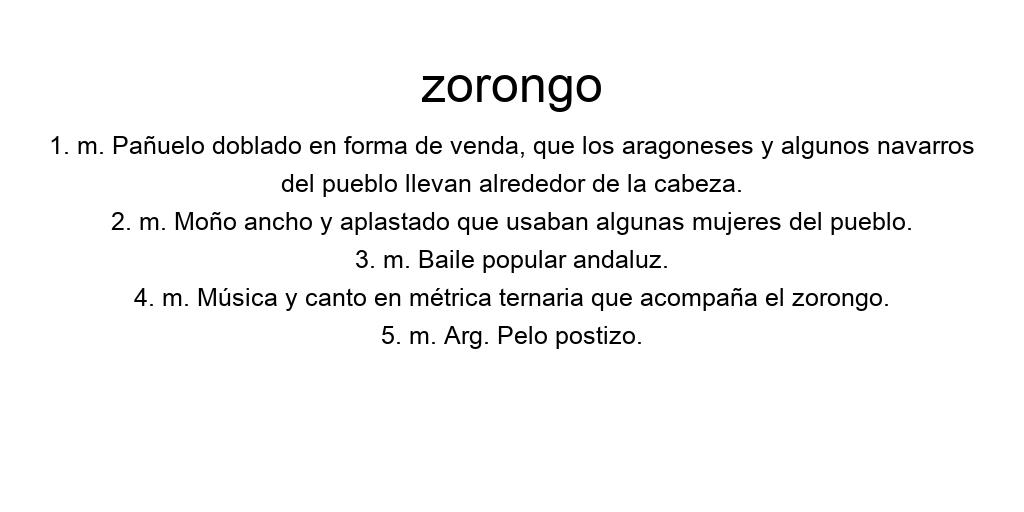 zorongo
1. m. Pañuelo doblado en forma de venda, que los aragoneses y algunos navarros
del pueblo llevan alrededor de la cabeza.
2. m. Moño ancho y aplastado que usaban algunas mujeres del pueblo.
3. m. Baile popular andaluz.
4. m. Música y canto en métrica ternaria que acompaña el zorongo.
5. m. Arg. Pelo postizo.